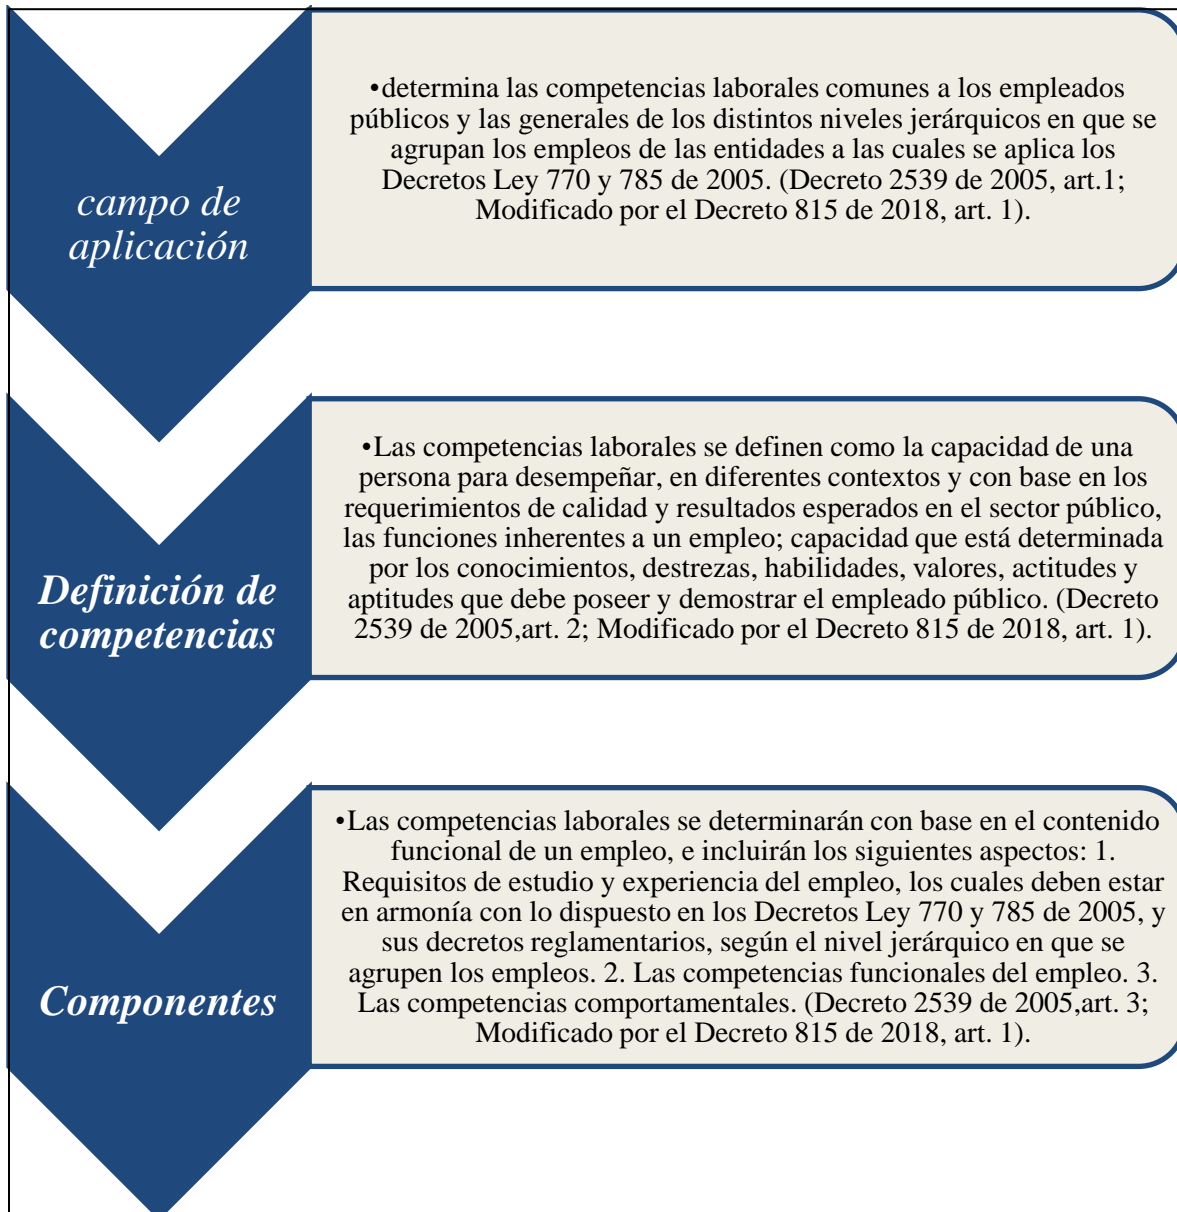 campo de
aplicación
•determina las competencias laborales comunes a los empleados
públicos y las generales de los distintos niveles jerárquicos en que se
agrupan los empleos de las entidades a las cuales se aplica los
Decretos Ley 770 y 785 de 2005. (Decreto 2539 de 2005, art.1;
Modificado por el Decreto 815 de 2018, art. 1).
Definición de
competencias
•Las competencias laborales se definen como la capacidad de una
persona para desempeñar, en diferentes contextos y con base en los
requerimientos de calidad y resultados esperados en el sector público,
las funciones inherentes a un empleo; capacidad que está determinada
por los conocimientos, destrezas, habilidades, valores, actitudes y
aptitudes que debe poseer y demostrar el empleado público. (Decreto
2539 de 2005,art. 2; Modificado por el Decreto 815 de 2018, art. 1).
Componentes
•Las competencias laborales se determinarán con base en el contenido
funcional de un empleo, e incluirán los siguientes aspectos: 1.
Requisitos de estudio y experiencia del empleo, los cuales deben estar
en armonía con lo dispuesto en los Decretos Ley 770 y 785 de 2005, y
sus decretos reglamentarios, según el nivel jerárquico en que se
agrupen los empleos. 2. Las competencias funcionales del empleo. 3.
Las competencias comportamentales. (Decreto 2539 de 2005,art. 3;
Modificado por el Decreto 815 de 2018, art. 1).